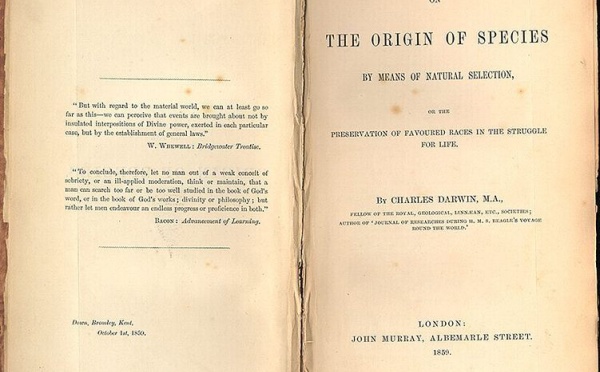 "But with regard to the material world, we can at least go so
far as this—we can perceive that events are brought about not by
insulated interpositions of Divine power, exerted in each particular
case, but by the establishment of general laws."
W. WHEWELL: Bridgewater Treatise.
"To conclude, therefore, let no man out of a weak conceit of
sobriety, or an ill-applied moderation, think or maintain, that a
man can search too far or be too well studied in the book of God's
word, or in the book of God's works; divinity or philosophy; but
rather let men endeavour an endless progress or proficience in both."
BACON: Advancement of Learning.
Down, Bromley, Kent,
October 1st, 1859.
ON
THE ORIGIN OF SPECIES
BY MEANS OF NATURAL SELECTION,
OR THE
PRESERVATION OF FAVOURED RACES IN THE STRUGGLE
FOR LIFE.
BY CHARLES DARWIN, M.A.,
FELLOW OF THE ROYAL, GEOLOGICAL, LINNÆAN, ETC., SOCIETIES;
AUTHOR OF 'JOURNAL OF RESEARCHES DURING H. M. S. BEAGLE'S VOYAGE
ROUND THE WORLD.'
LONDON:
JOHN MURRAY, ALBEMARLE STREET.
1859.